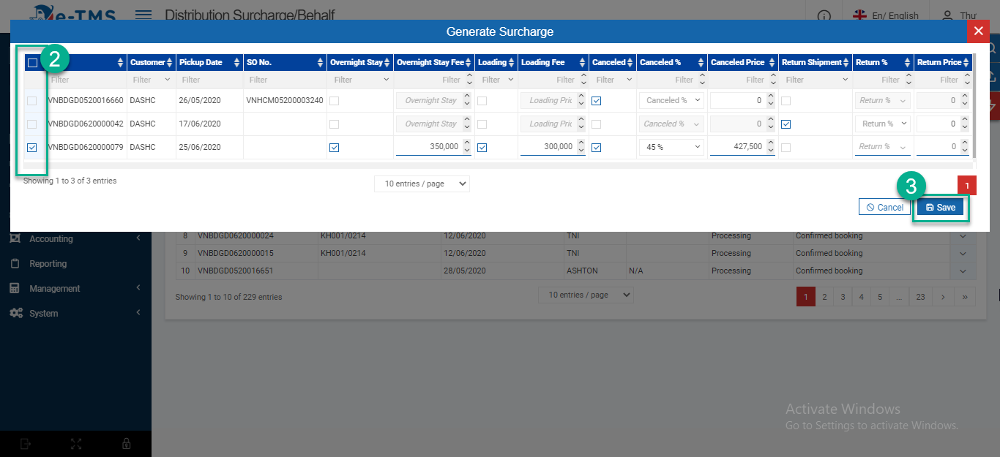 e-TMS Distribution Surcharge/Behalf En/ English Thư
Generate Surcharge
2
Customer Pickup Date SO No. Overnight Stay Overnight Stay Fee Loading Loading Fee Canceled Canceled % Canceled Price Return Shipment Return % Return Price
Filter Filter Filter Filter Filter Filter Filter Filter Filter Filter Filter Filter Filter Filter
VNBDGD0520016660 DASHC 26/05/2020 VNHCM05200003240 Overnight Stay Loading Pric Canceled % 0 Return % 0
VNBDGD0620000042 DASHC 17/06/2020 Overnight Stay Loading Pric Canceled % 0 Return % 0
VNBDGD0620000079 DASHC 25/06/2020 350,000 300,000 45 % 427,500 Return % 0
Showing 1 to 3 of 3 entries 10 entries / page 1
3
Cancel Save
Accounting 8 VNBDGD0620000024 KH001/0214 12/06/2020 TNI Processing Confirmed booking
9 VNBDGD0620000015 KH001/0214 12/06/2020 TNI Processing Confirmed booking
Reporting
10 VNBDGD0520016651 28/05/2020 ASHTON N/A Processing Confirmed booking
Management
Showing 1 to 10 of 229 entries 10 entries / page 1 2 3 4 5 ... 23 › »
System
Activate Windows
Go to Settings to activate Windows.